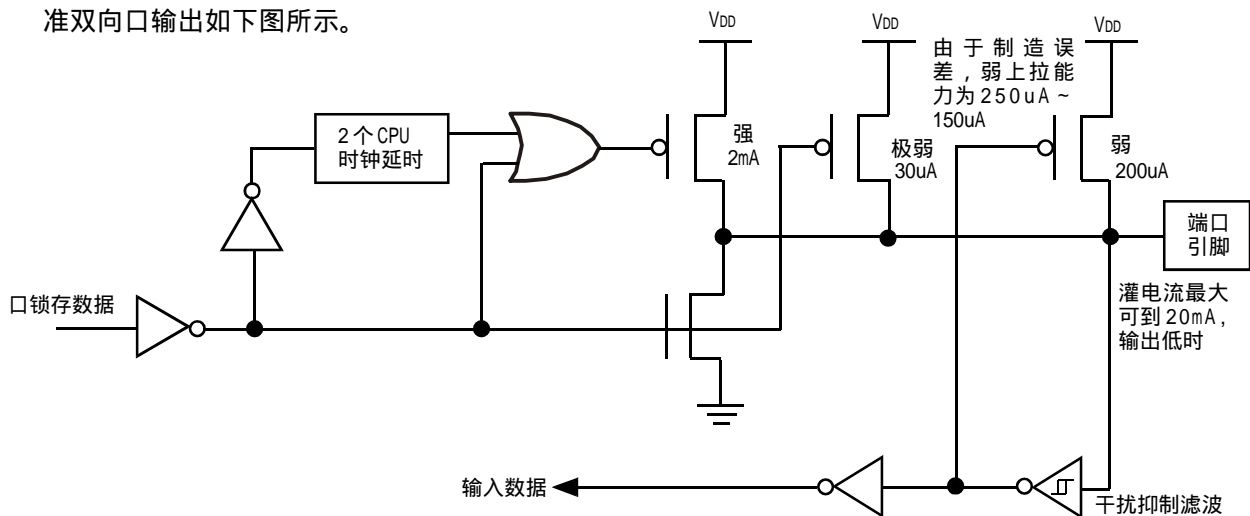 准双向口输出如下图所示。
VDD
VDD
VDD
由于制造误
差，弱上拉能
力为250uA~
150uA
2个CPU
时钟延时
强
2mA
极弱
30uA
弱
200uA
端口
引脚
口锁存数据
灌电流最大
可到20mA,
输出低时
输入数据
干扰抑制滤波